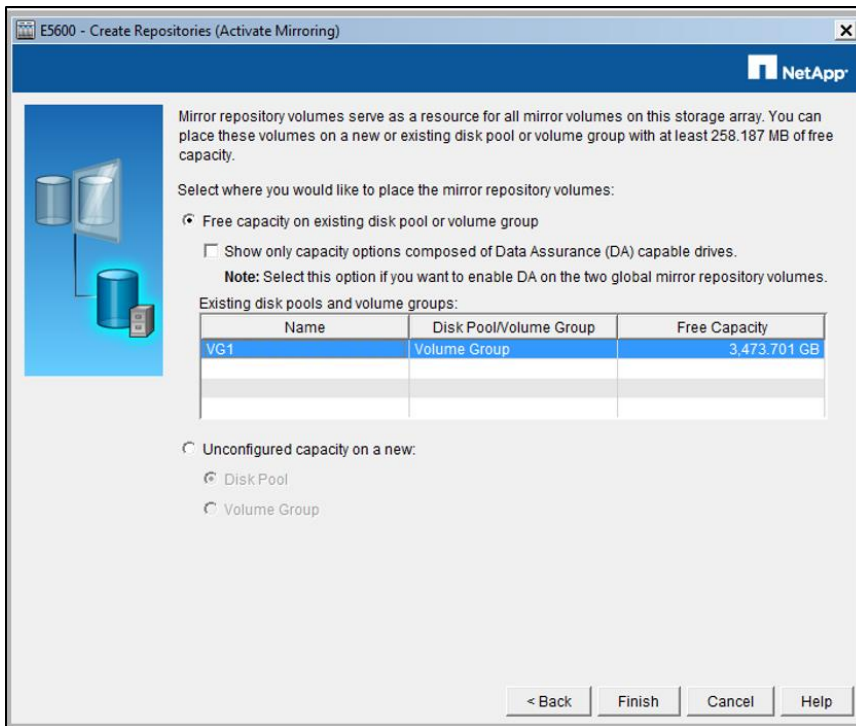 E5600 - Create Repositories (Activate Mirroring)
NetApp
Mirror repository volumes serve as a resource for all mirror volumes on this storage array. You can
place these volumes on a new or existing disk pool or volume group with at least 258.187 MB of free
capacity.
Select where you would like to place the mirror repository volumes:
Free capacity on existing disk pool or volume group
Show only capacity options composed of Data Assurance (DA) capable drives.
Note: Select this option if you want to enable DA on the two global mirror repository volumes.
Existing disk pools and volume groups:
Name Disk Pool/Volume Group Free Capacity
VG1 Volume Group 3,473.701 GB
Unconfigured capacity on a new:
Disk Pool
Volume Group
< Back Finish Cancel Help